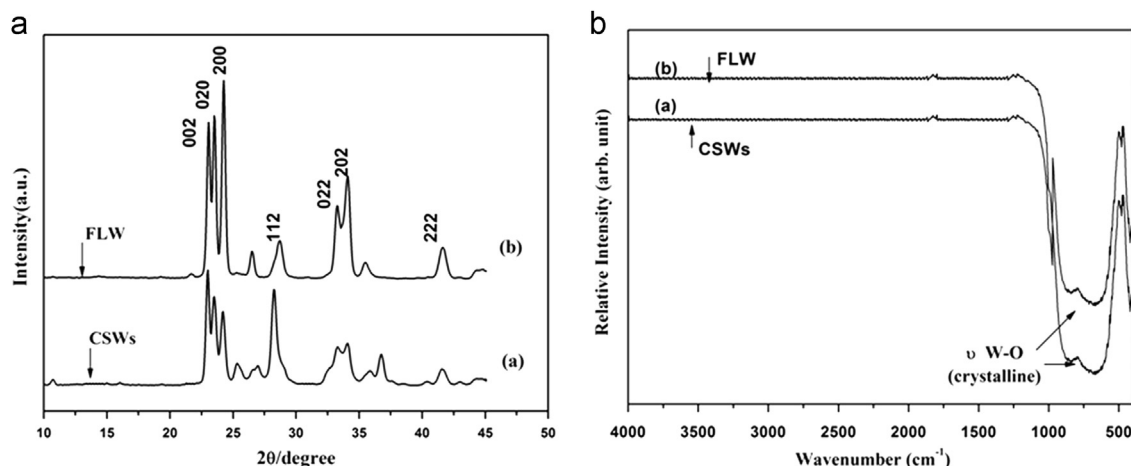 a
Intensity(a.u.)
002
020
200
112
022
202
222
FLW
(b)
CSWs
(a)
10 15 20 25 30 35 40 45 50
2θ/degree
b
Relative Intensity (arb. unit)
(b)
FLW
(a)
CSWs
υ W-O
(crystalline)
4000 3500 3000 2500 2000 1500 1000 500
Wavenumber (cm⁻¹)